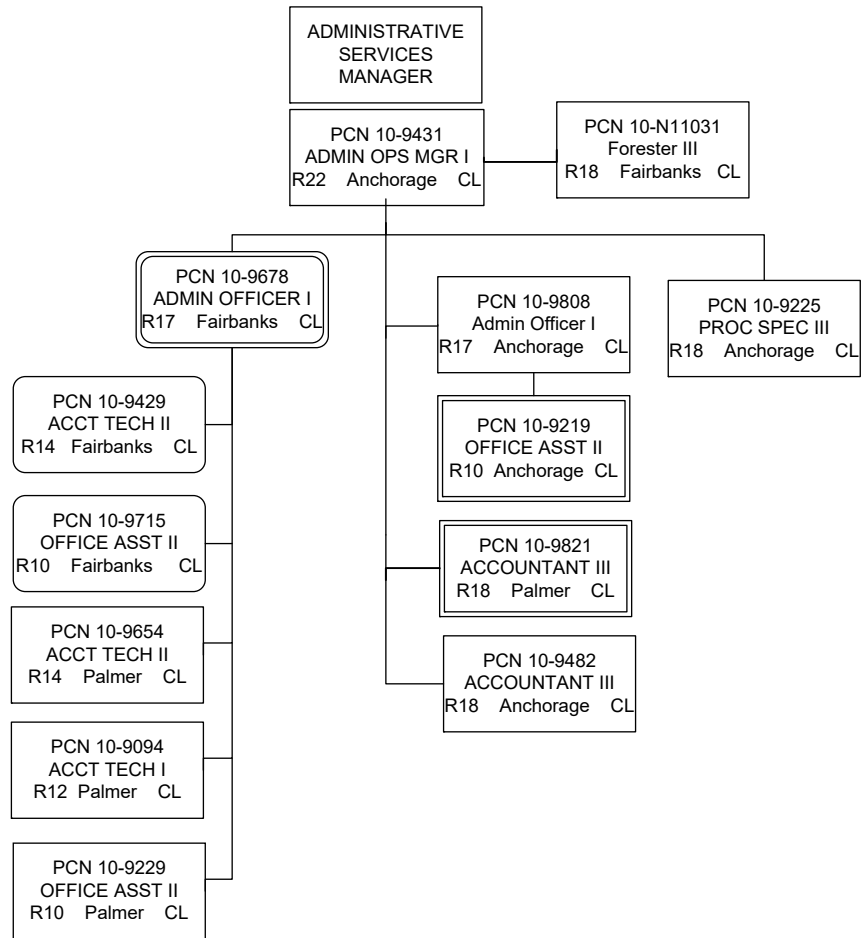 ADMINISTRATIVE
SERVICES
MANAGER
PCN 10-9431
ADMIN OPS MGR I
R22 Anchorage CL
PCN 10-N11031
Forester III
R18 Fairbanks CL
PCN 10-9678
ADMIN OFFICER I
R17 Fairbanks CL
PCN 10-9808
Admin Officer I
R17 Anchorage CL
PCN 10-9225
PROC SPEC III
R18 Anchorage CL
PCN 10-9429
ACCT TECH II
R14 Fairbanks CL
PCN 10-9219
OFFICE ASST II
R10 Anchorage CL
PCN 10-9715
OFFICE ASST II
R10 Fairbanks CL
PCN 10-9821
ACCOUNTANT III
R18 Palmer CL
PCN 10-9654
ACCT TECH II
R14 Palmer CL
PCN 10-9482
ACCOUNTANT III
R18 Anchorage CL
PCN 10-9094
ACCT TECH I
R12 Palmer CL
PCN 10-9229
OFFICE ASST II
R10 Palmer CL